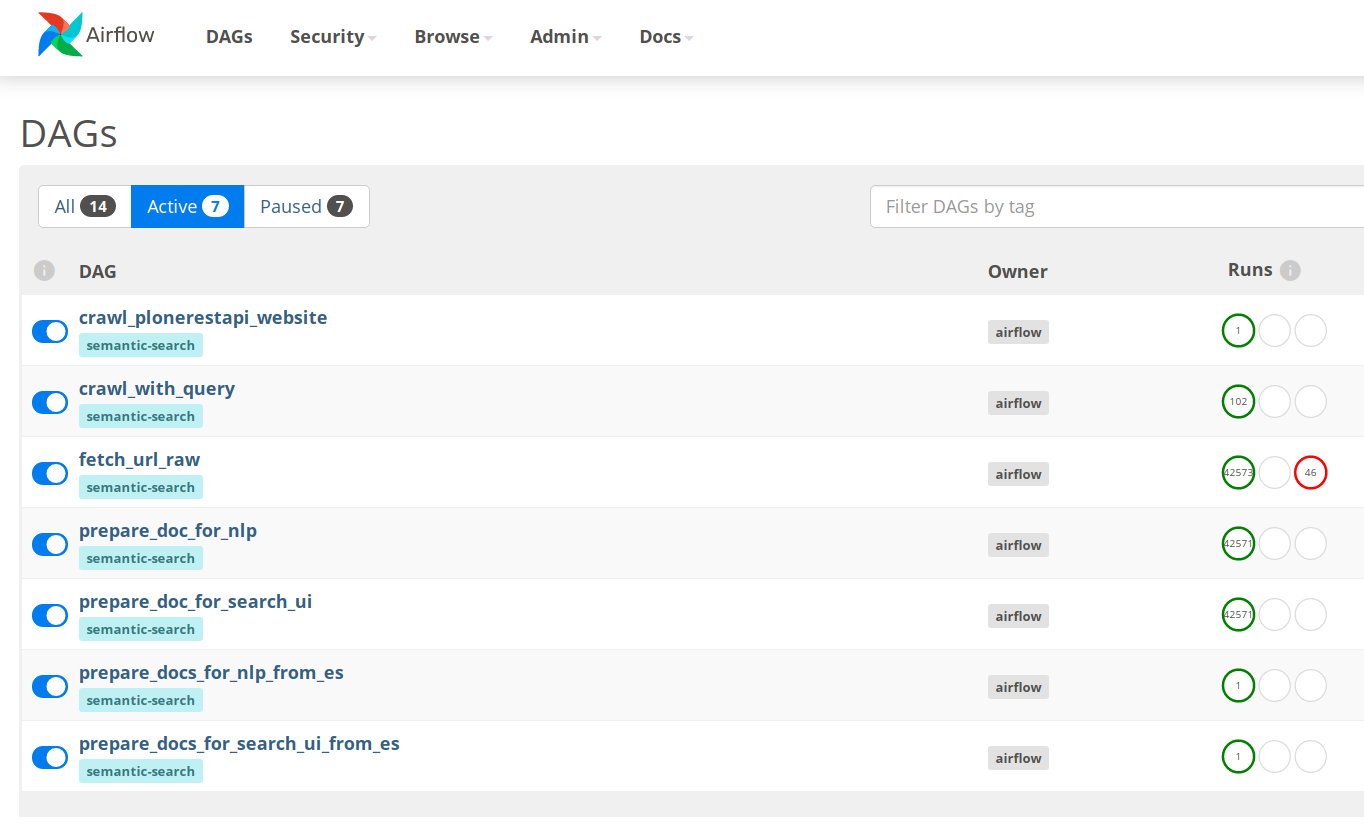 Airflow DAGs Security Browse Admin Docs
DAGs
All 14 Active 7 Paused 7 Filter DAGs by tag
i DAG Owner Runs i
crawl_plonerestapi_website
semantic-search airflow 1
crawl_with_query
semantic-search airflow 102
fetch_url_raw
semantic-search airflow 42573 46
prepare_doc_for_nlp
semantic-search airflow 42571
prepare_doc_for_search_ui
semantic-search airflow 42571
prepare_docs_for_nlp_from_es
semantic-search airflow 1
prepare_docs_for_search_ui_from_es
semantic-search airflow 1